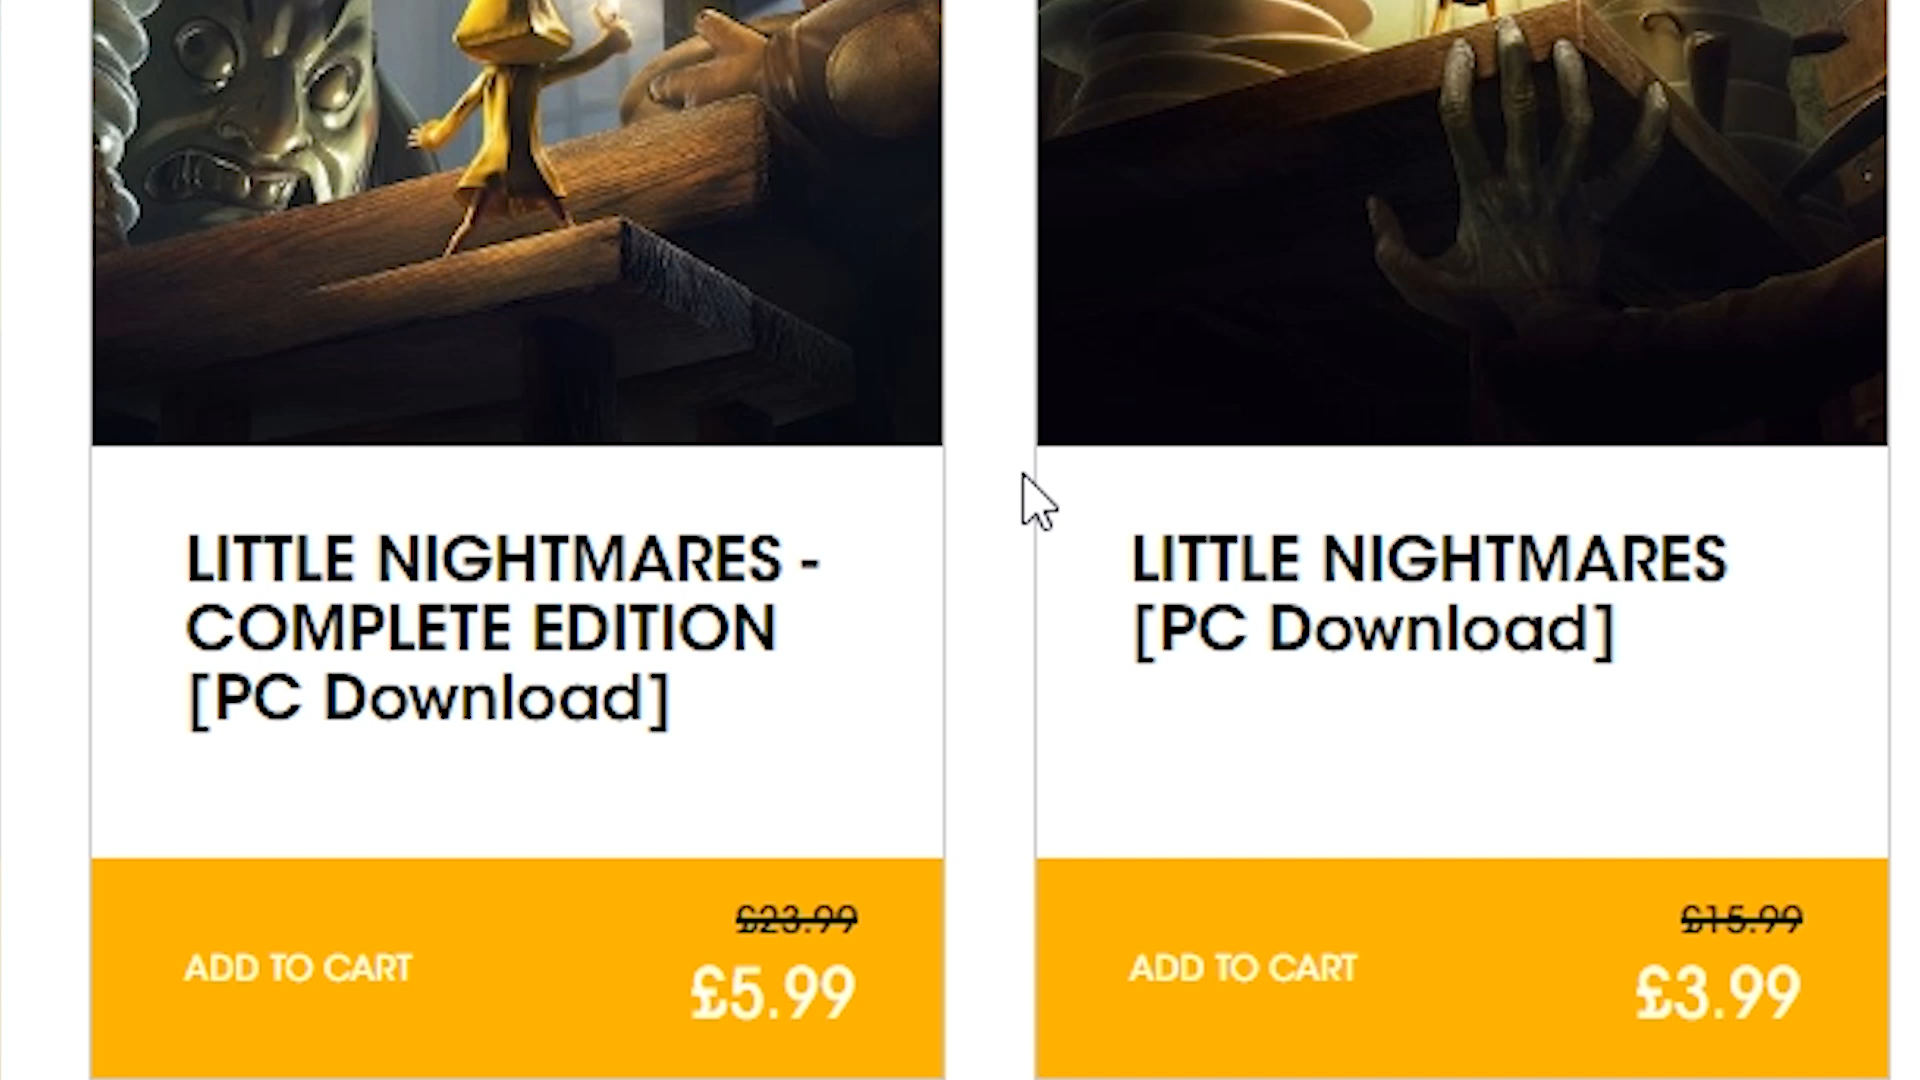 LITTLE NIGHTMARES -
COMPLETE EDITION
[PC Download]
ADD TO CART
£23.99
£5.99
LITTLE NIGHTMARES
[PC Download]
ADD TO CART
£15.99
£3.99